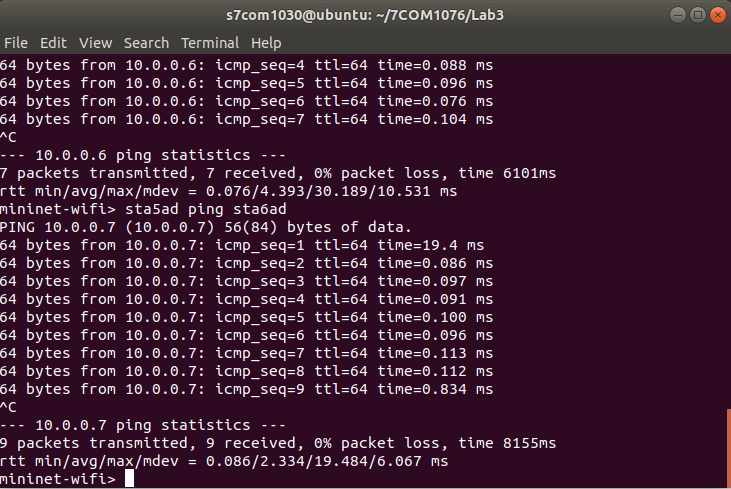 s7com1030@ubuntu: ~/7COM1076/Lab3
File Edit View Search Terminal Help
64 bytes from 10.0.0.6: icmp_seq=4 ttl=64 time=0.088 ms
64 bytes from 10.0.0.6: icmp_seq=5 ttl=64 time=0.096 ms
64 bytes from 10.0.0.6: icmp_seq=6 ttl=64 time=0.076 ms
64 bytes from 10.0.0.6: icmp_seq=7 ttl=64 time=0.104 ms
^C
--- 10.0.0.6 ping statistics ---
7 packets transmitted, 7 received, 0% packet loss, time 6101ms
rtt min/avg/max/mdev = 0.076/4.393/30.189/10.531 ms
mininet-wifi> sta5ad ping sta6ad
PING 10.0.0.7 (10.0.0.7) 56(84) bytes of data.
64 bytes from 10.0.0.7: icmp_seq=1 ttl=64 time=19.4 ms
64 bytes from 10.0.0.7: icmp_seq=2 ttl=64 time=0.086 ms
64 bytes from 10.0.0.7: icmp_seq=3 ttl=64 time=0.097 ms
64 bytes from 10.0.0.7: icmp_seq=4 ttl=64 time=0.091 ms
64 bytes from 10.0.0.7: icmp_seq=5 ttl=64 time=0.100 ms
64 bytes from 10.0.0.7: icmp_seq=6 ttl=64 time=0.096 ms
64 bytes from 10.0.0.7: icmp_seq=7 ttl=64 time=0.113 ms
64 bytes from 10.0.0.7: icmp_seq=8 ttl=64 time=0.112 ms
64 bytes from 10.0.0.7: icmp_seq=9 ttl=64 time=0.834 ms
^C
--- 10.0.0.7 ping statistics ---
9 packets transmitted, 9 received, 0% packet loss, time 8155ms
rtt min/avg/max/mdev = 0.086/2.334/19.484/6.067 ms
mininet-wifi>